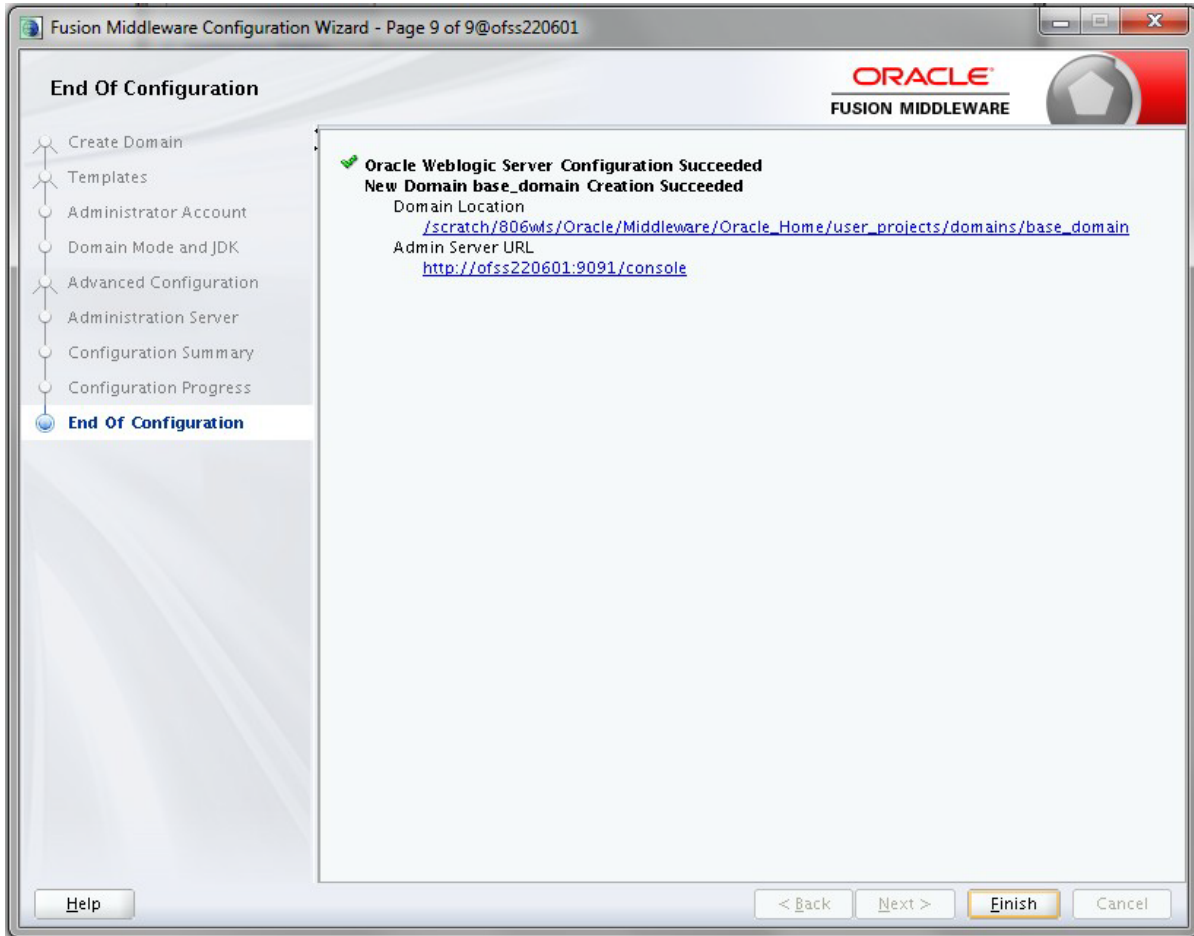 Fusion Middleware Configuration Wizard - Page 9 of 9@ofss220601
End Of Configuration
ORACLE
FUSION MIDDLEWARE
Create Domain
Templates
Administrator Account
Domain Mode and JDK
Advanced Configuration
Administration Server
Configuration Summary
Configuration Progress
End Of Configuration
Oracle Weblogic Server Configuration Succeeded
New Domain base_domain Creation Succeeded
Domain Location
/scratch/806wls/Oracle/Middleware/Oracle_Home/user_projects/domains/base_domain
Admin Server URL
http://ofss220601:9091/console
Help
< Back
Next >
Finish
Cancel